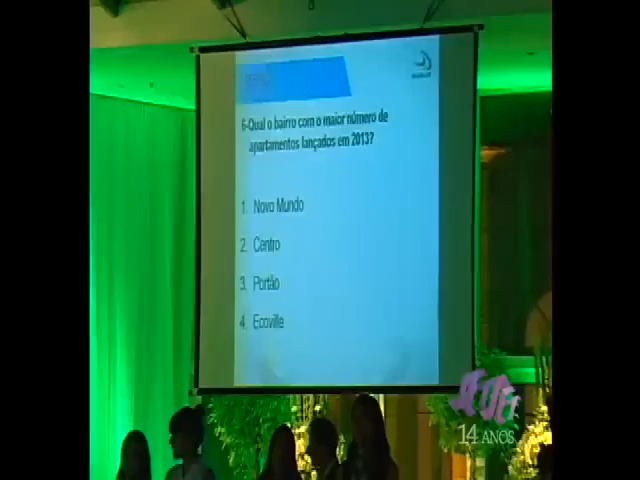 6-Qual o bairro com o maior número de
apartamentos lançados em 2013?
1. Novo Mundo
2. Centro
3. Portão
4. Ecoville
14 ANOS